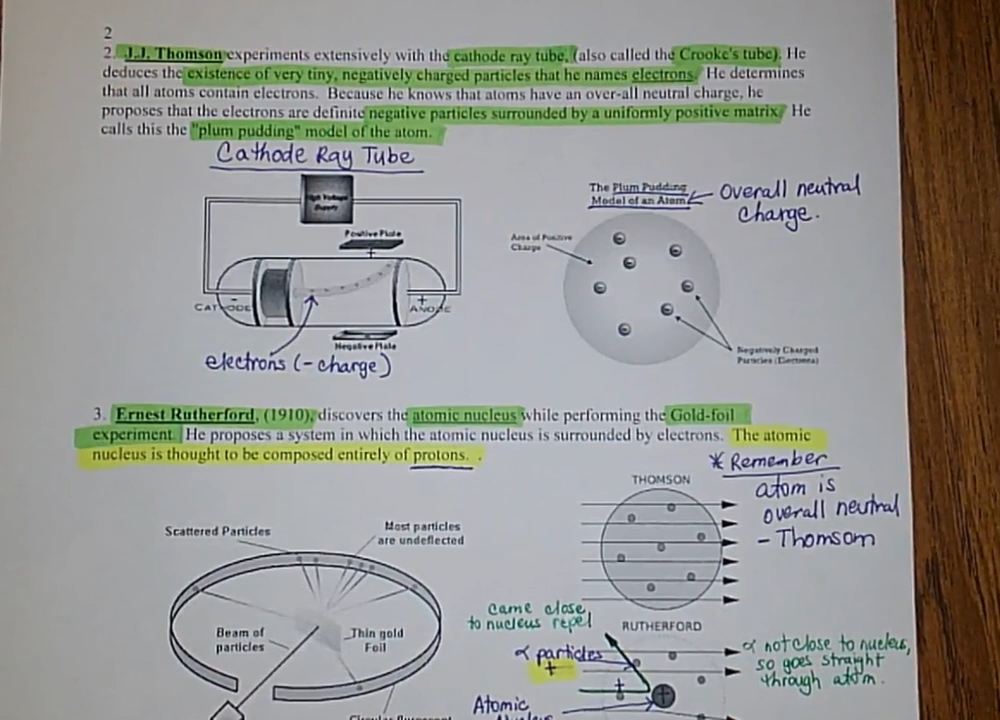 2
2. J.J. Thomson experiments extensively with the cathode ray tube, (also called the Crooke's tube). He
deduces the existence of very tiny, negatively charged particles that he names electrons. He determines
that all atoms contain electrons. Because he knows that atoms have an over-all neutral charge, he
proposes that the electrons are definite negative particles surrounded by a uniformly positive matrix. He
calls this the "plum pudding" model of the atom.
Cathode Ray Tube
High Voltage
Supply
Positive Plate
+
CATHODE
-
+
ANODE
Negative Plate
electrons (- charge)
The Plum Pudding
Model of an Atom
Overall neutral
charge.
Area of Positive
Charge
Negatively Charged
Particles (Electrons)
3. Ernest Rutherford, (1910), discovers the atomic nucleus while performing the Gold-foil
experiment. He proposes a system in which the atomic nucleus is surrounded by electrons. The atomic
nucleus is thought to be composed entirely of protons. .
* Remember
atom is
overall neutral
- Thomson
THOMSON
Scattered Particles
Most particles
are undeflected
Beam of
particles
Thin gold
Foil
came close
to nucleus repel
RUTHERFORD
∝ particles
+
+
+
∝ not close to nucleus,
so goes straight
through atom.
Atomic